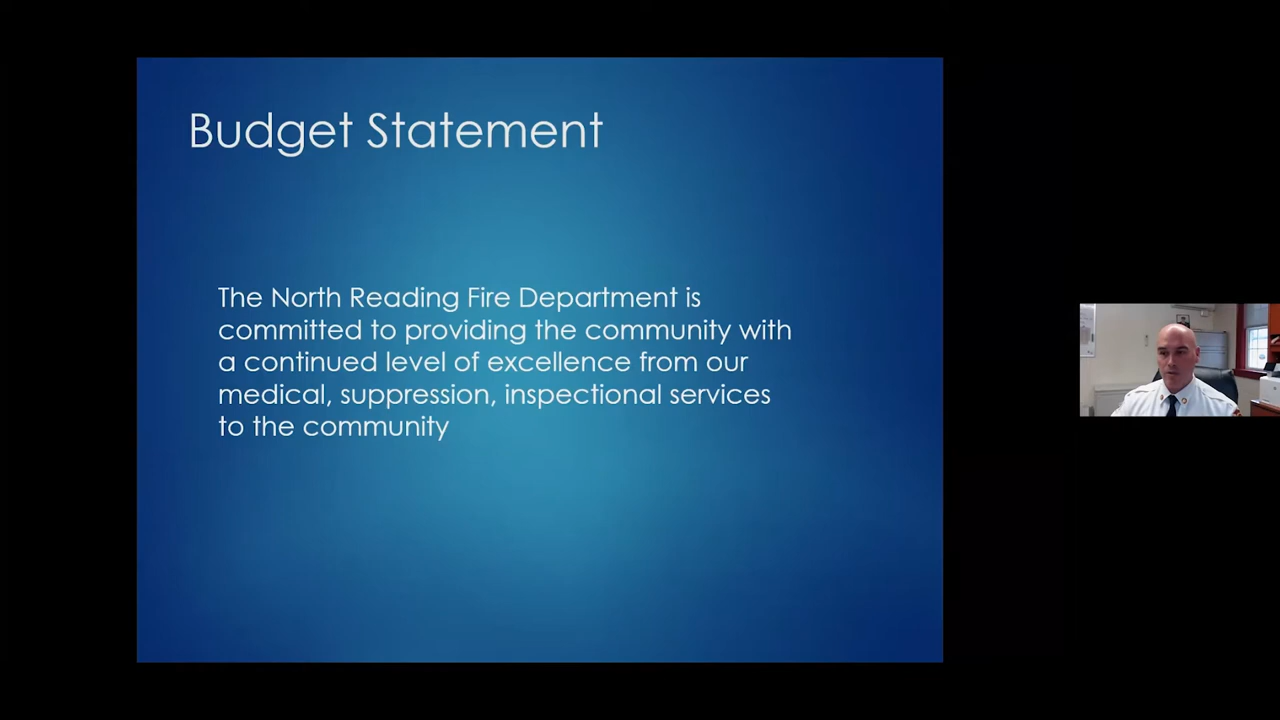 Budget Statement
The North Reading Fire Department is
committed to providing the community with
a continued level of excellence from our
medical, suppression, inspectional services
to the community